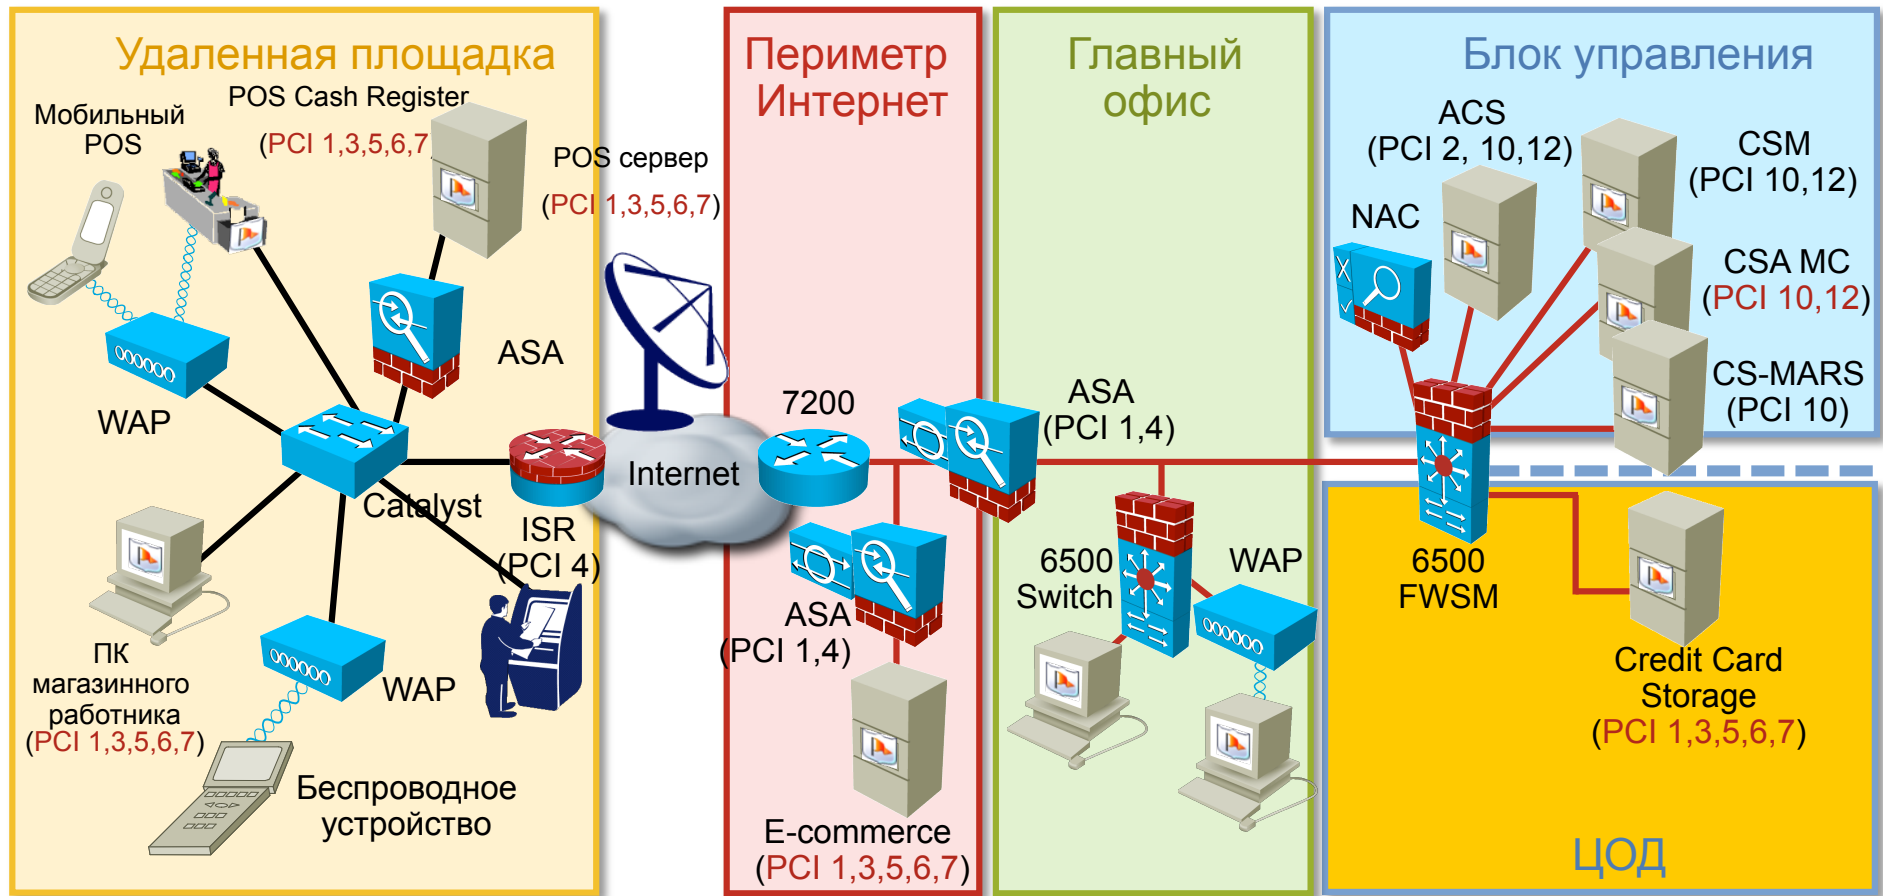 Удаленная площадка
POS Cash Register
(PCI 1,3,5,6,7)
Мобильный
POS
POS сервер
(PCI 1,3,5,6,7)
ASA
WAP
Catalyst
ISR
(PCI 4)
ПК
магазинного
работника
(PCI 1,3,5,6,7)
WAP
Беспроводное
устройство
Internet
Периметр
Интернет
7200
ASA
(PCI 1,4)
E-commerce
(PCI 1,3,5,6,7)
Главный
офис
ASA
(PCI 1,4)
6500
Switch
WAP
Блок управления
ACS
(PCI 2, 10,12)
CSM
(PCI 10,12)
NAC
CSA MC
(PCI 10,12)
CS-MARS
(PCI 10)
6500
FWSM
Credit Card
Storage
(PCI 1,3,5,6,7)
ЦОД